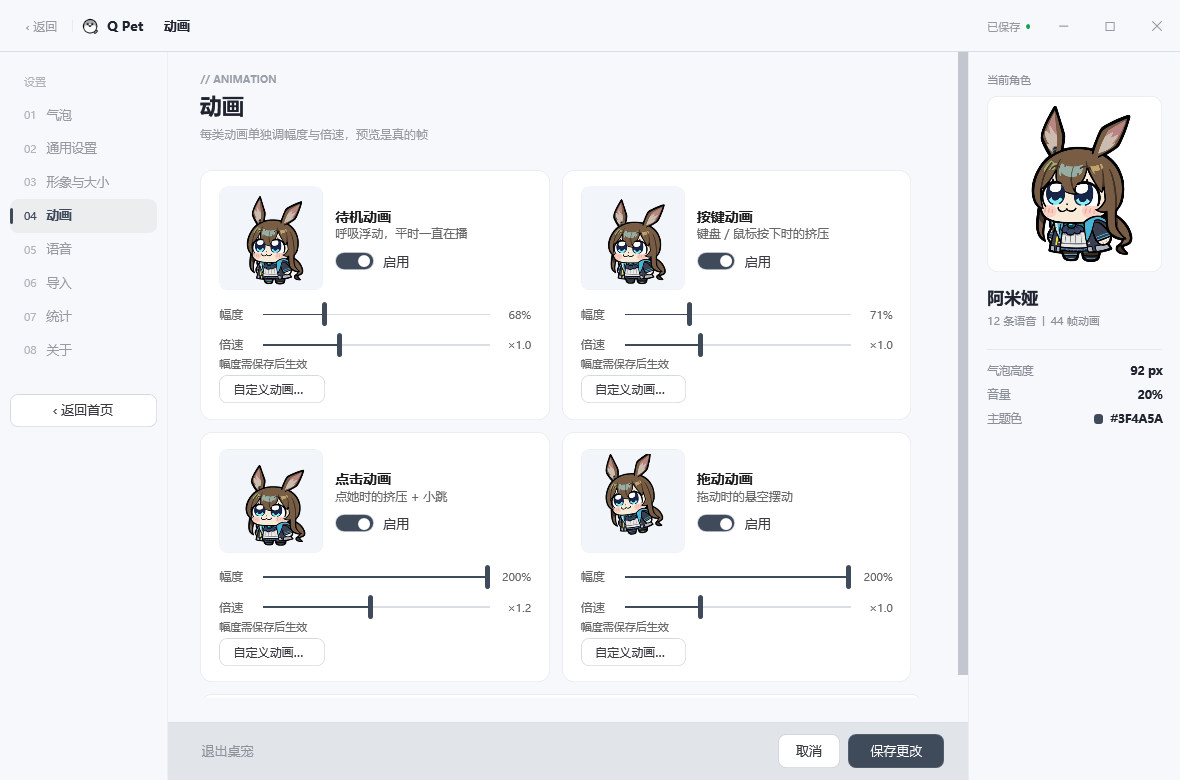 ‹ 返回
Q Pet
动画
已保存
设置
01 气泡
02 通用设置
03 形象与大小
04 动画
05 语音
06 导入
07 统计
08 关于
‹ 返回首页
// ANIMATION
动画
每类动画单独调幅度与倍速，预览是真的帧
待机动画
呼吸浮动，平时一直在播
启用
幅度 68%
倍速 ×1.0
幅度需保存后生效
自定义动画...
按键动画
键盘 / 鼠标按下时的挤压
启用
幅度 71%
倍速 ×1.0
幅度需保存后生效
自定义动画...
点击动画
点她时的挤压 + 小跳
启用
幅度 200%
倍速 ×1.2
幅度需保存后生效
自定义动画...
拖动动画
拖动时的悬空摆动
启用
幅度 200%
倍速 ×1.0
幅度需保存后生效
自定义动画...
退出桌宠
取消
保存更改
当前角色
阿米娅
12 条语音 | 44 帧动画
气泡高度 92 px
音量 20%
主题色 #3F4A5A